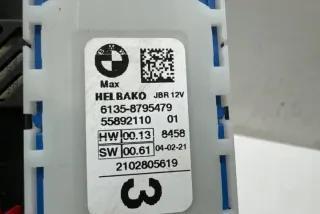 Max
HELBAKO JBR 12V
6135-8795479
55892110 01
HW 00.13 8458
SW 00.61 04-02-21
2102805619
3